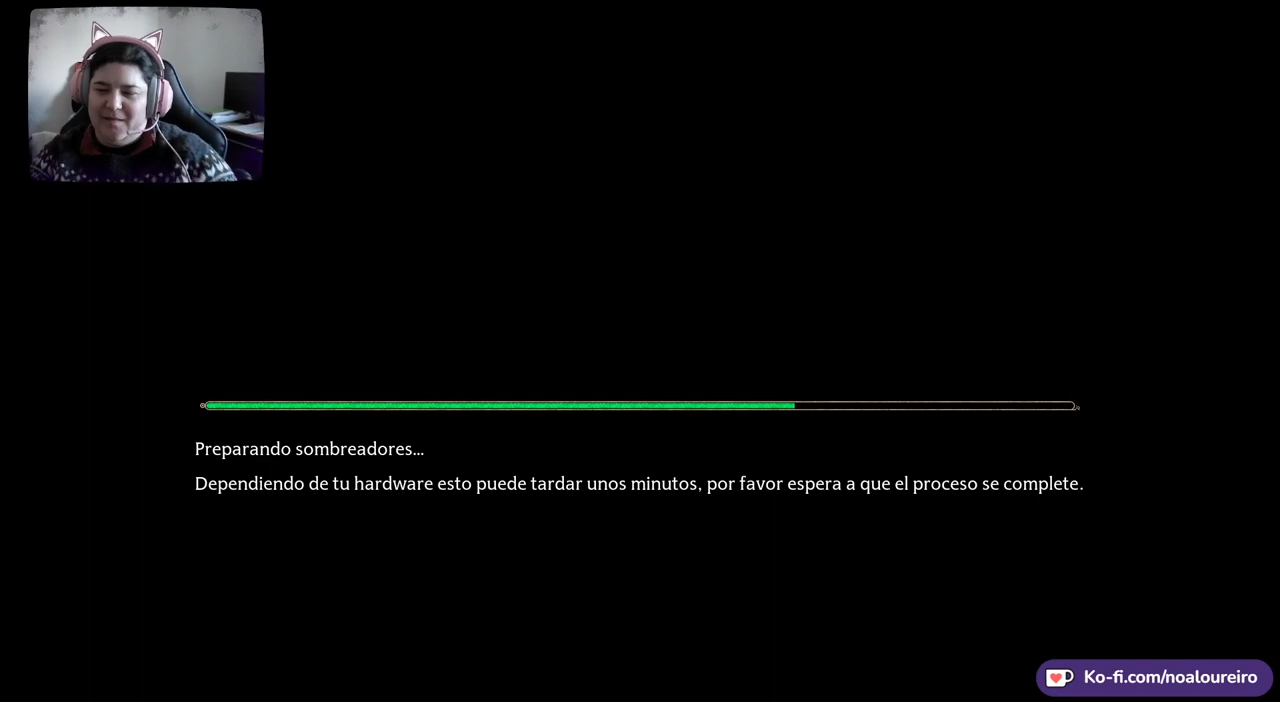 Preparando sombreadores...
Dependiendo de tu hardware esto puede tardar unos minutos, por favor espera a que el proceso se complete.
Ko-fi.com/noaloureiro